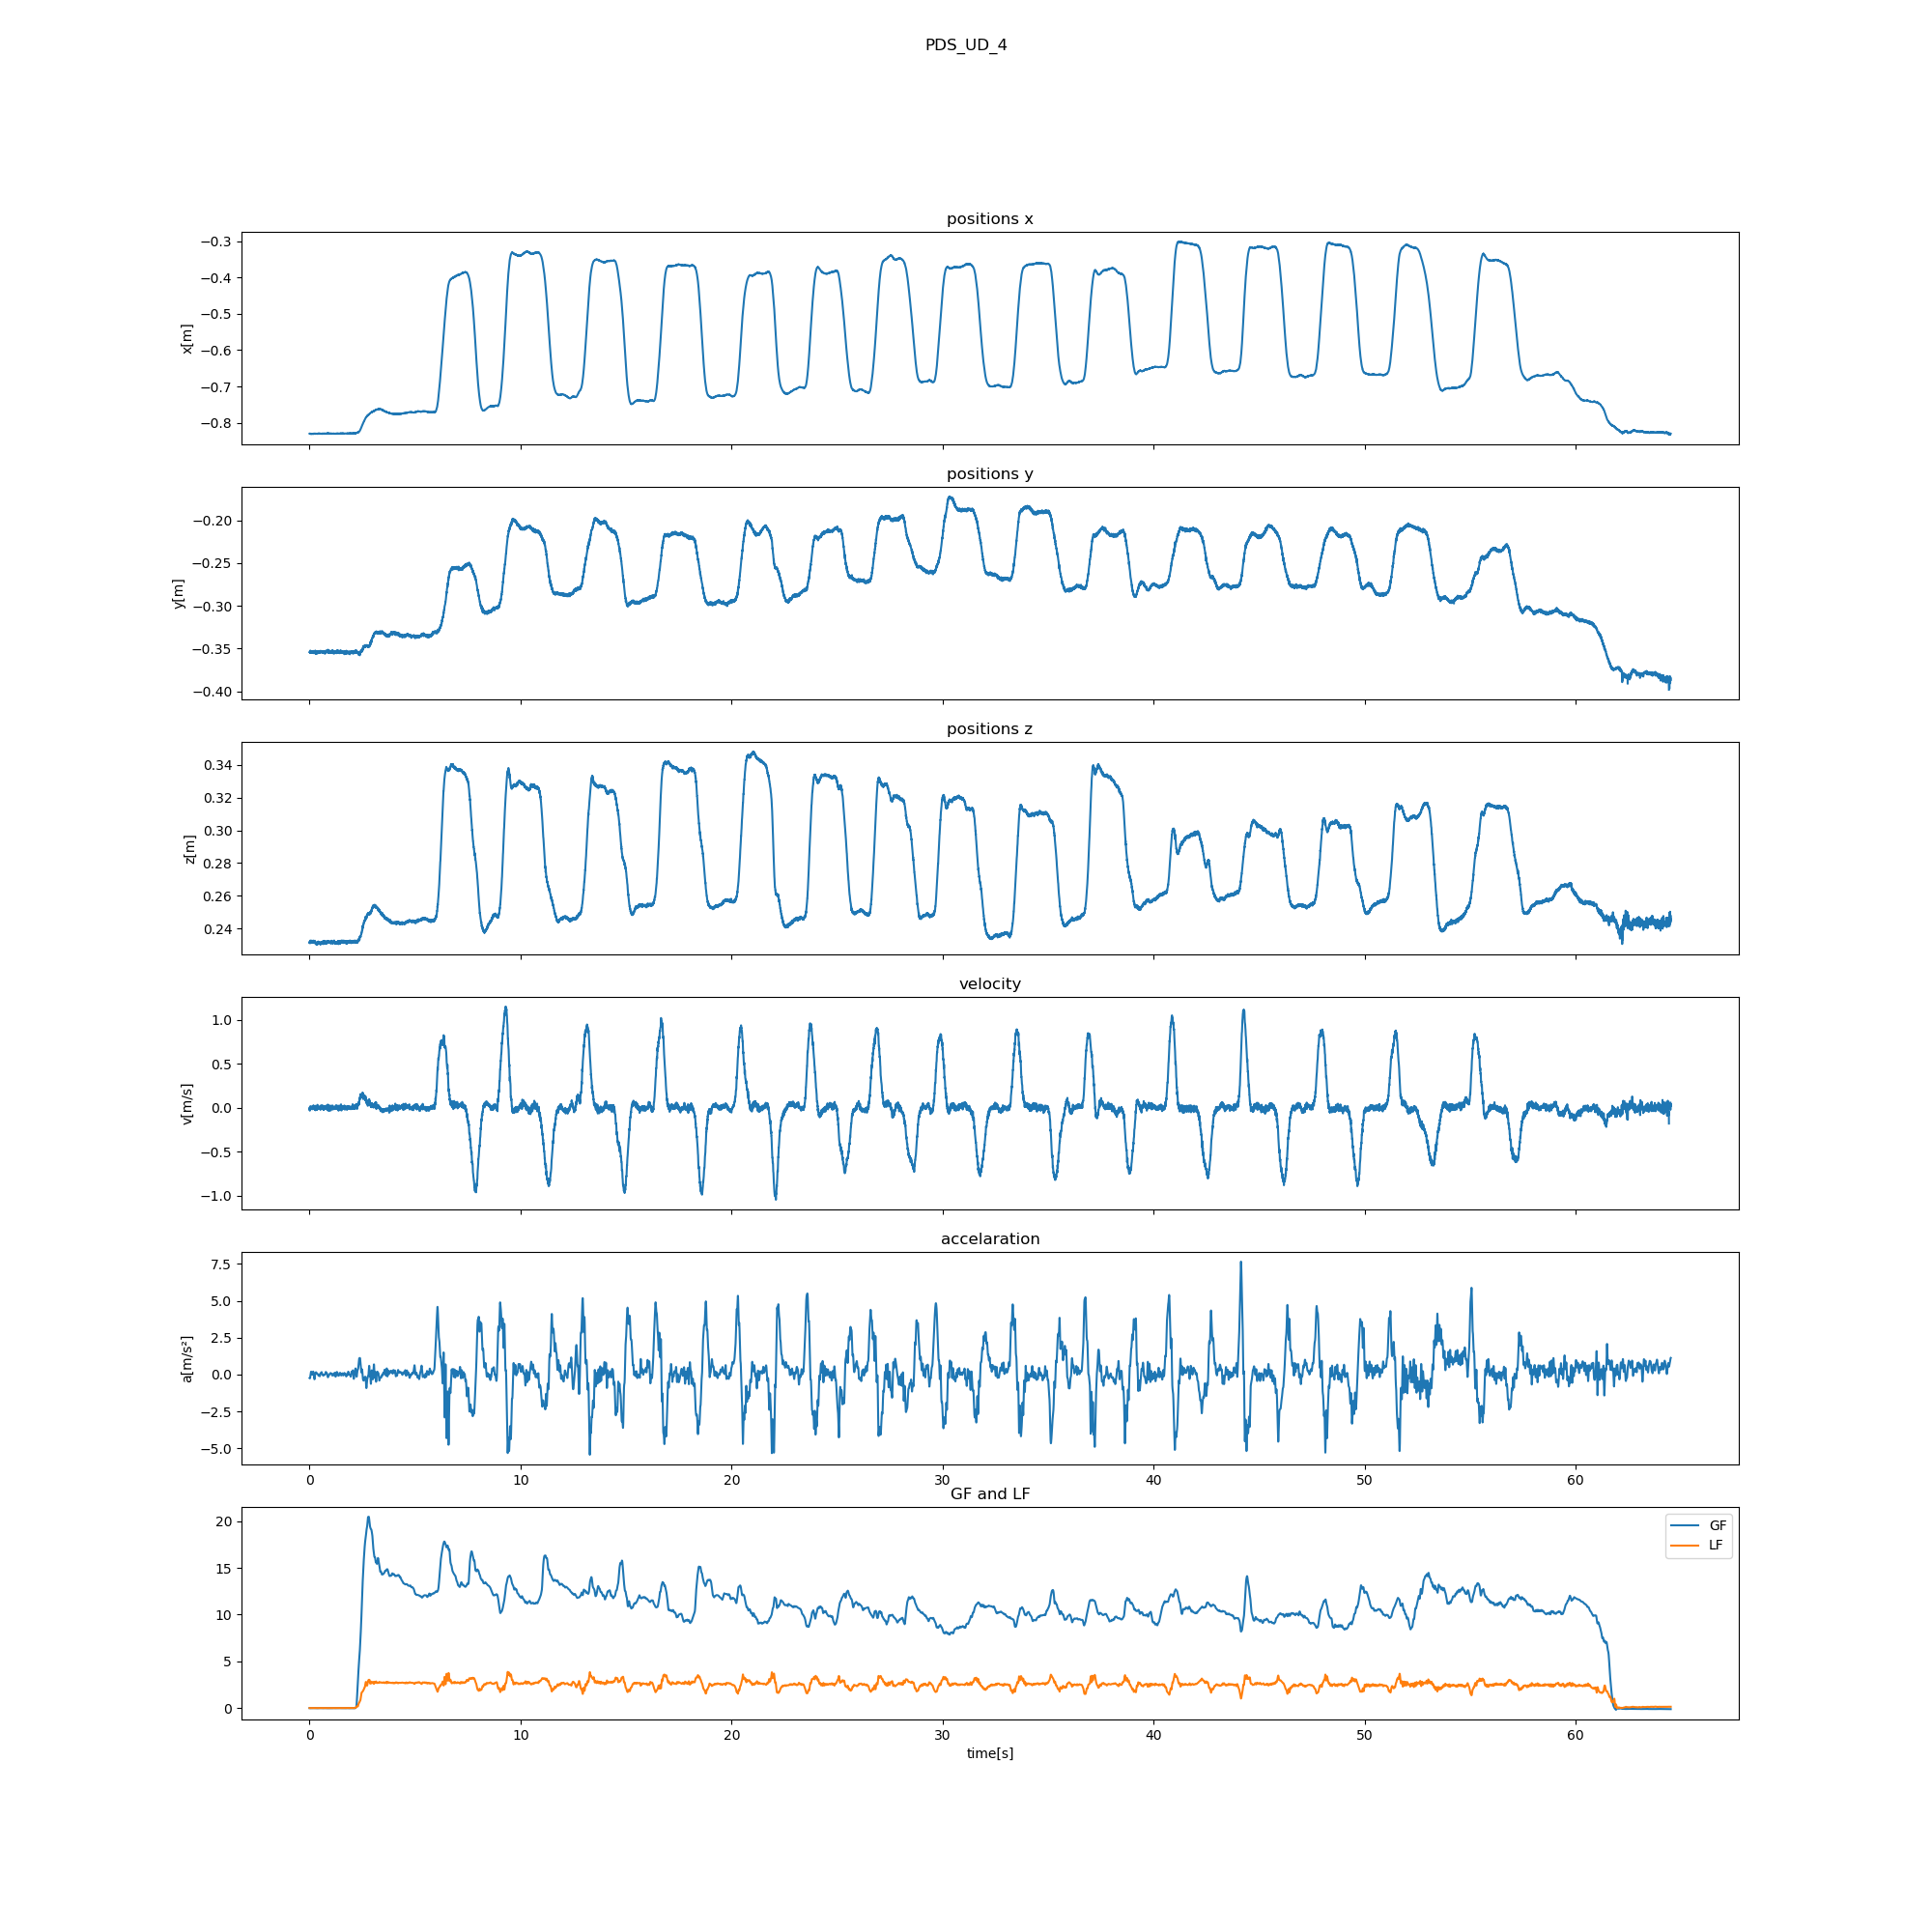 PDS_UD_4
positions x
−0.3
−0.4
−0.5
−0.6
−0.7
−0.8
x[m]
positions y
−0.20
−0.25
−0.30
−0.35
−0.40
y[m]
positions z
0.34
0.32
0.30
0.28
0.26
0.24
z[m]
velocity
1.0
0.5
0.0
−0.5
−1.0
v[m/s]
accelaration
7.5
5.0
2.5
0.0
−2.5
−5.0
a[m/s²]
0 10 20 30 40 50 60
GF and LF
20
15
10
5
0
GF
LF
0 10 20 30 40 50 60
time[s]